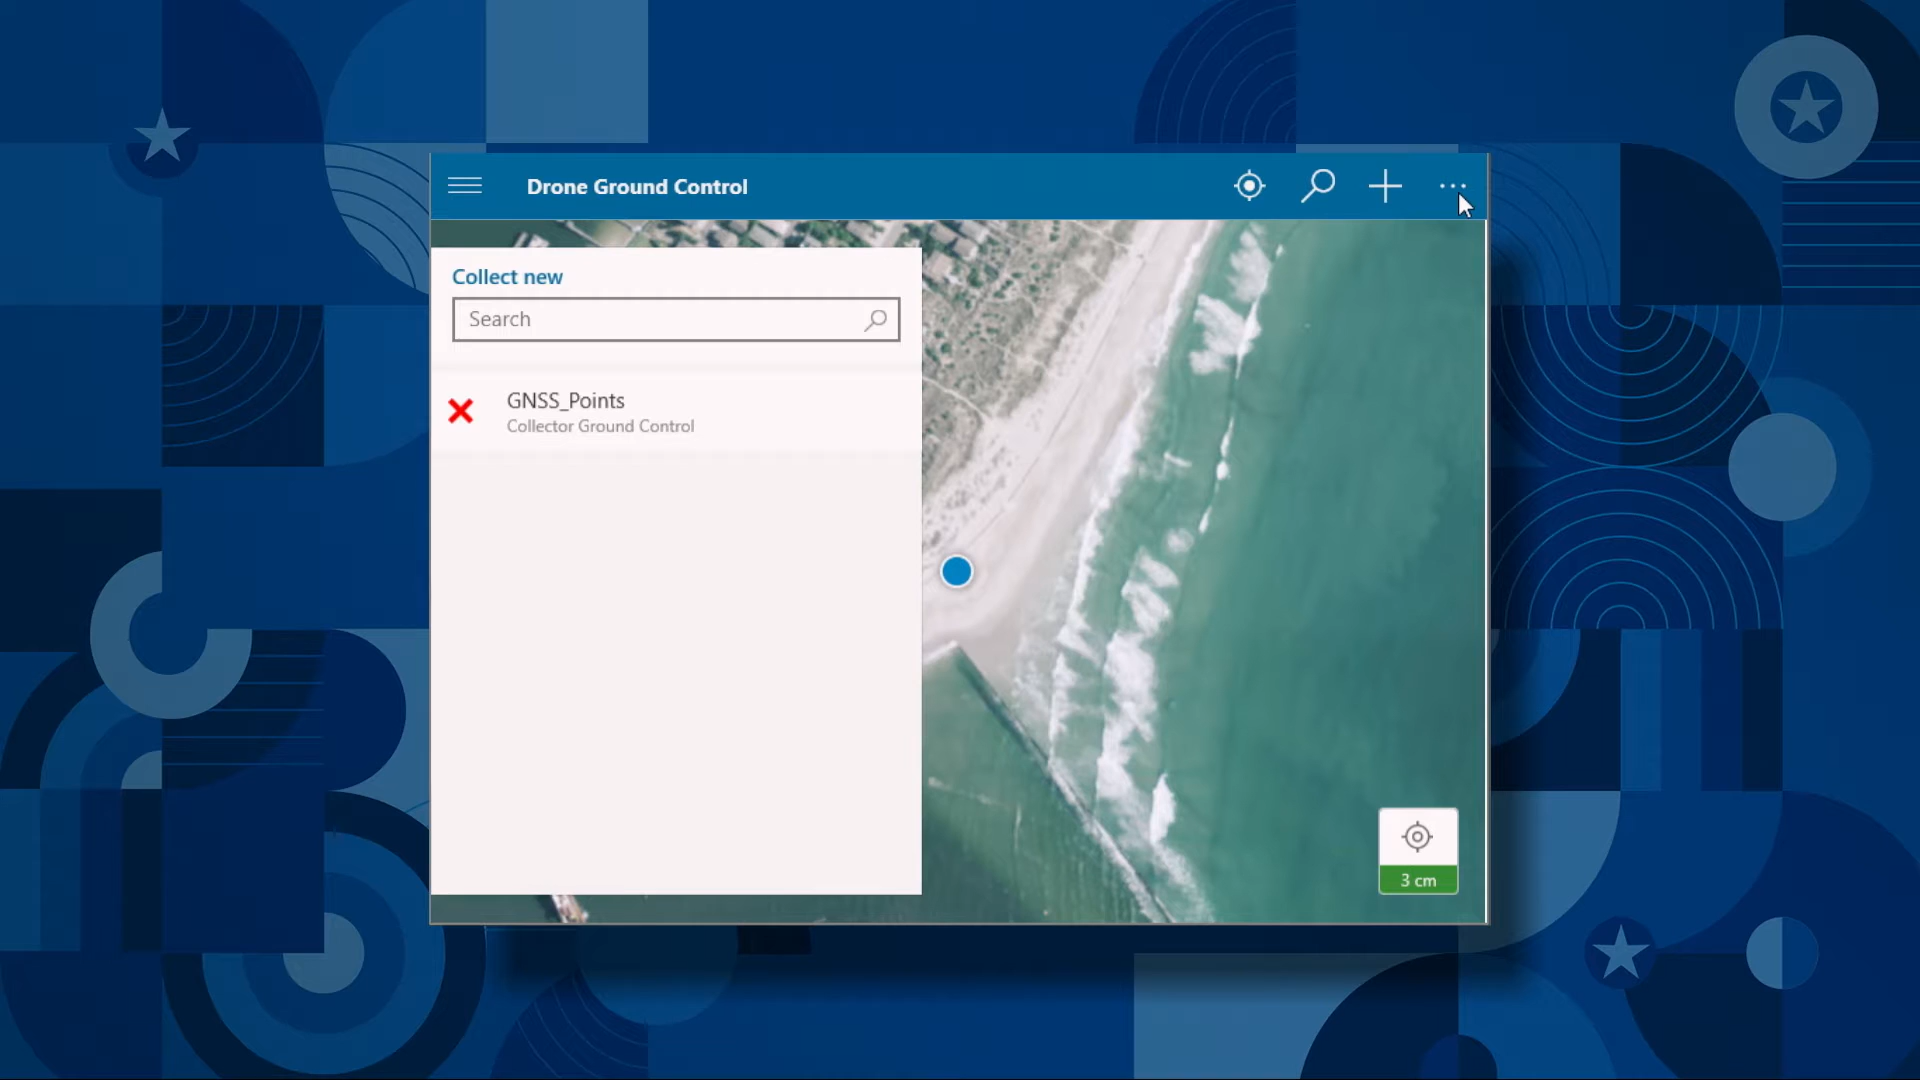 Drone Ground Control
Collect new
Search
GNSS_Points
Collector Ground Control
3 cm